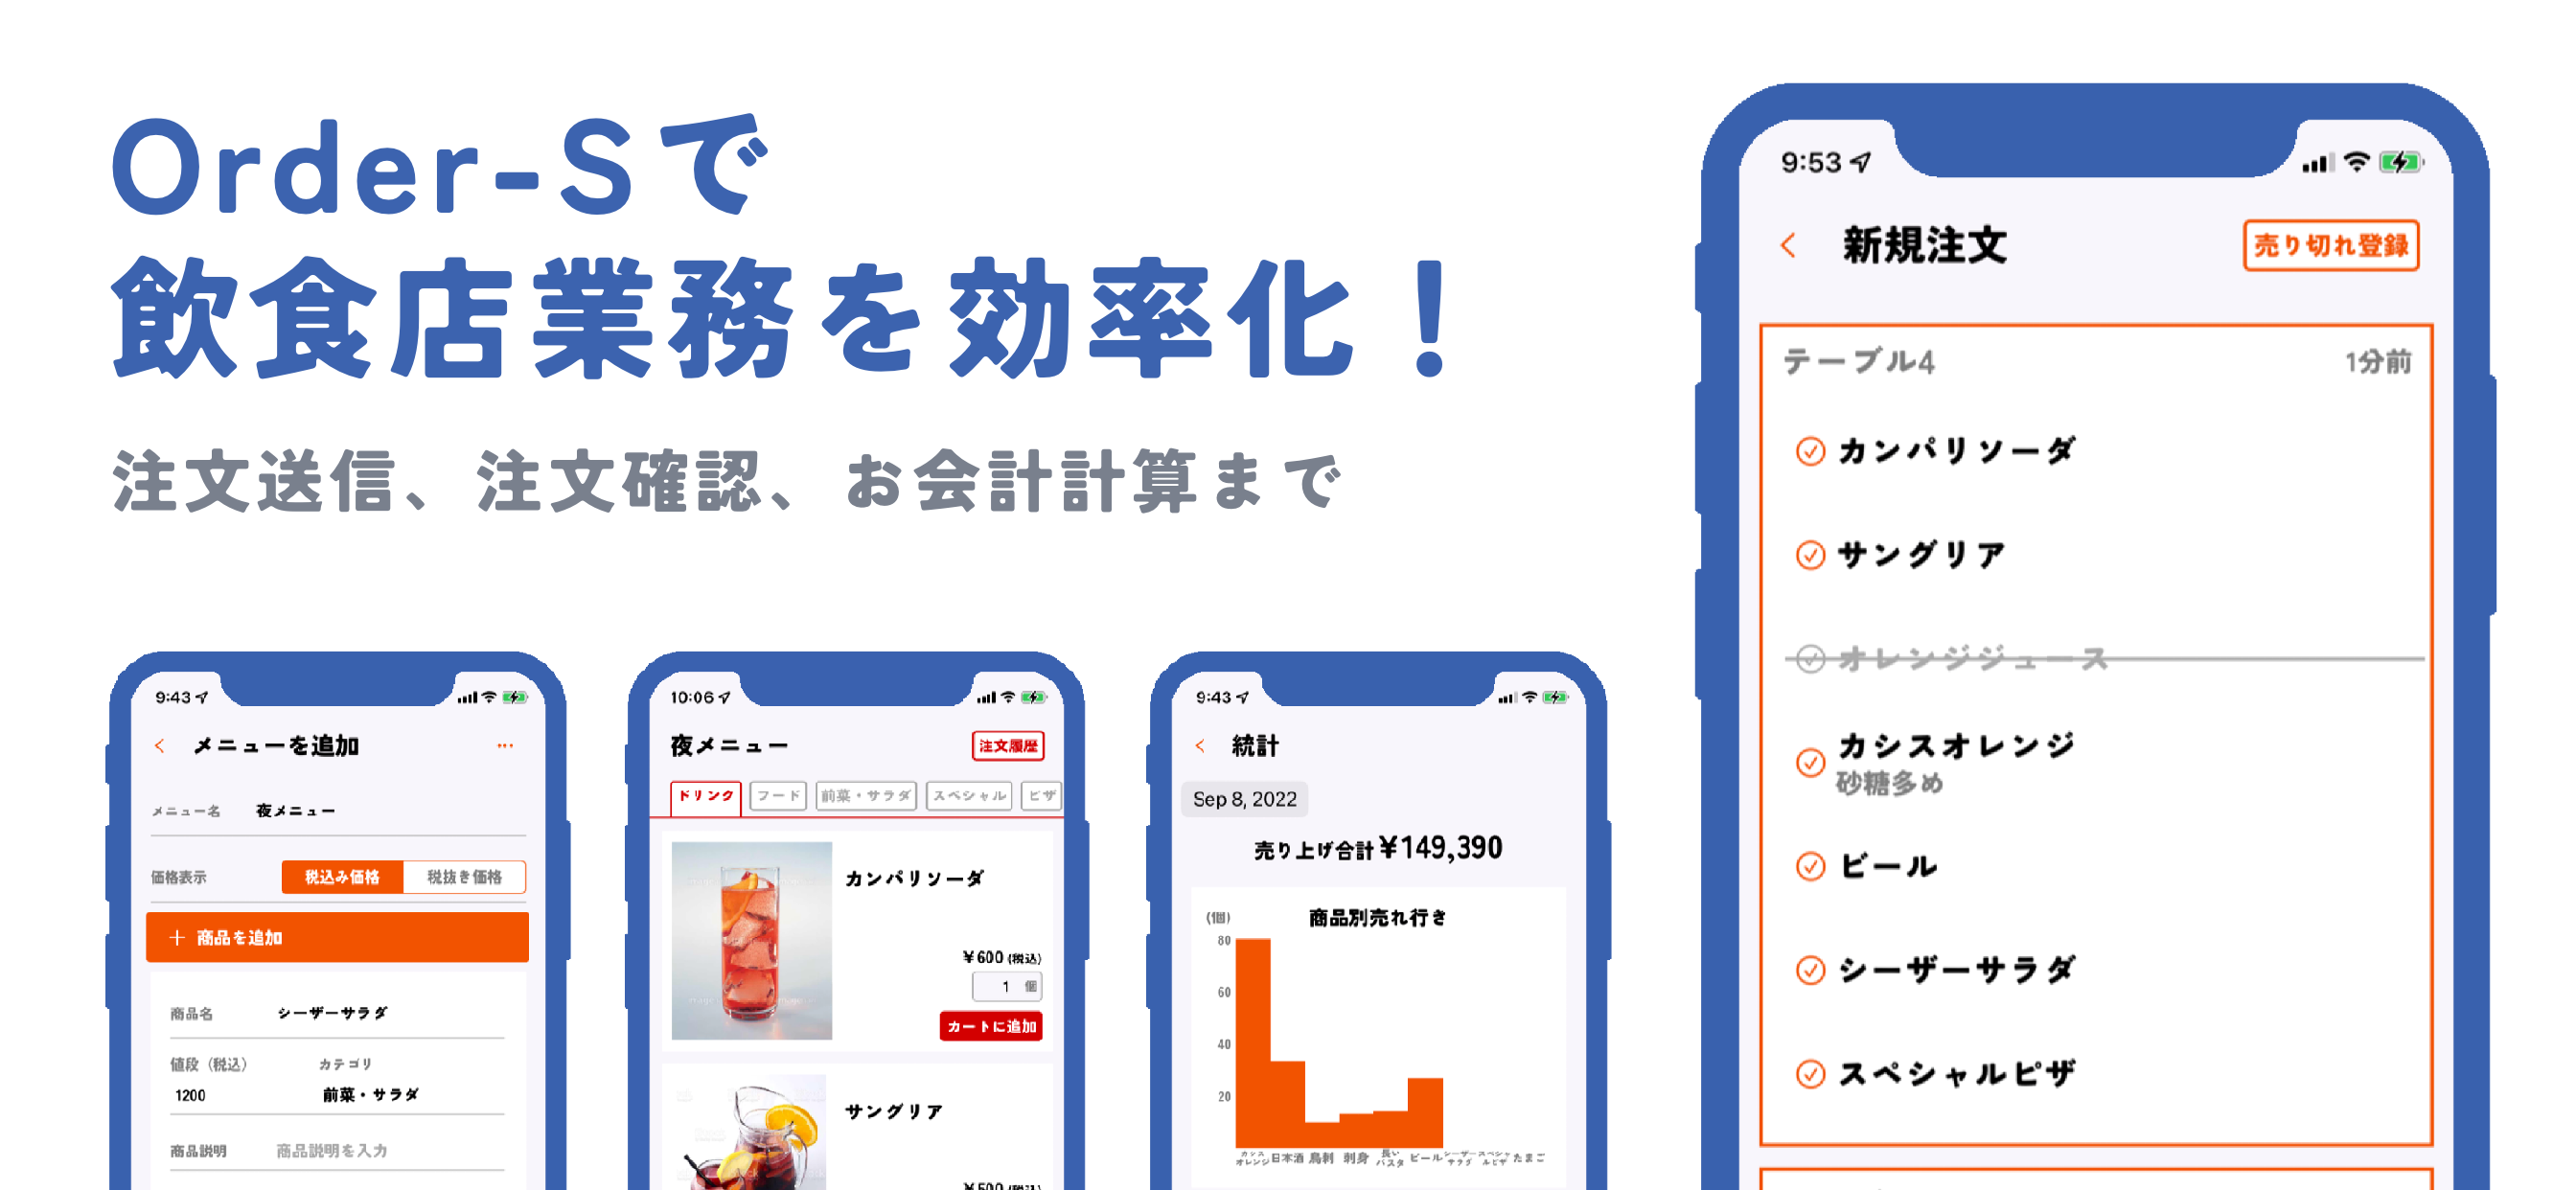 Order-Sで
飲食店業務を効率化！
注文送信、注文確認、お会計計算まで
9:43
メニューを追加
メニュー名 夜メニュー
価格表示 税込み価格 税抜き価格
＋ 商品を追加
商品名 シーザーサラダ
値段（税込） カテゴリ
1200 前菜・サラダ
商品説明 商品説明を入力
10:06
夜メニュー 注文履歴
ドリンク フード 前菜・サラダ スペシャル ピザ
カンパリソーダ
¥600 (税込)
1 個
カートに追加
サングリア
¥500 (税込)
9:43
統計
Sep 8, 2022
売り上げ合計¥149,390
(個) 商品別売れ行き
80
60
40
20
カシスオレンジ 日本酒 鳥刺 刺身 長いパスタ ビール シーザーサラダ スペシャルピザ たまご
9:53
新規注文 売り切れ登録
テーブル4 1分前
カンパリソーダ
サングリア
オレンジジュース
カシスオレンジ
砂糖多め
ビール
シーザーサラダ
スペシャルピザ